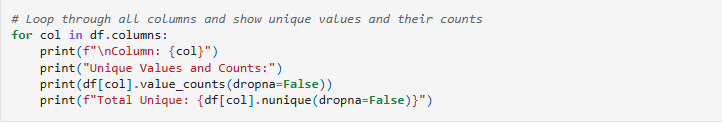 # Loop through all columns and show unique values and their counts
for col in df.columns:
    print(f"\nColumn: {col}")
    print("Unique Values and Counts:")
    print(df[col].value_counts(dropna=False))
    print(f"Total Unique: {df[col].nunique(dropna=False)}")